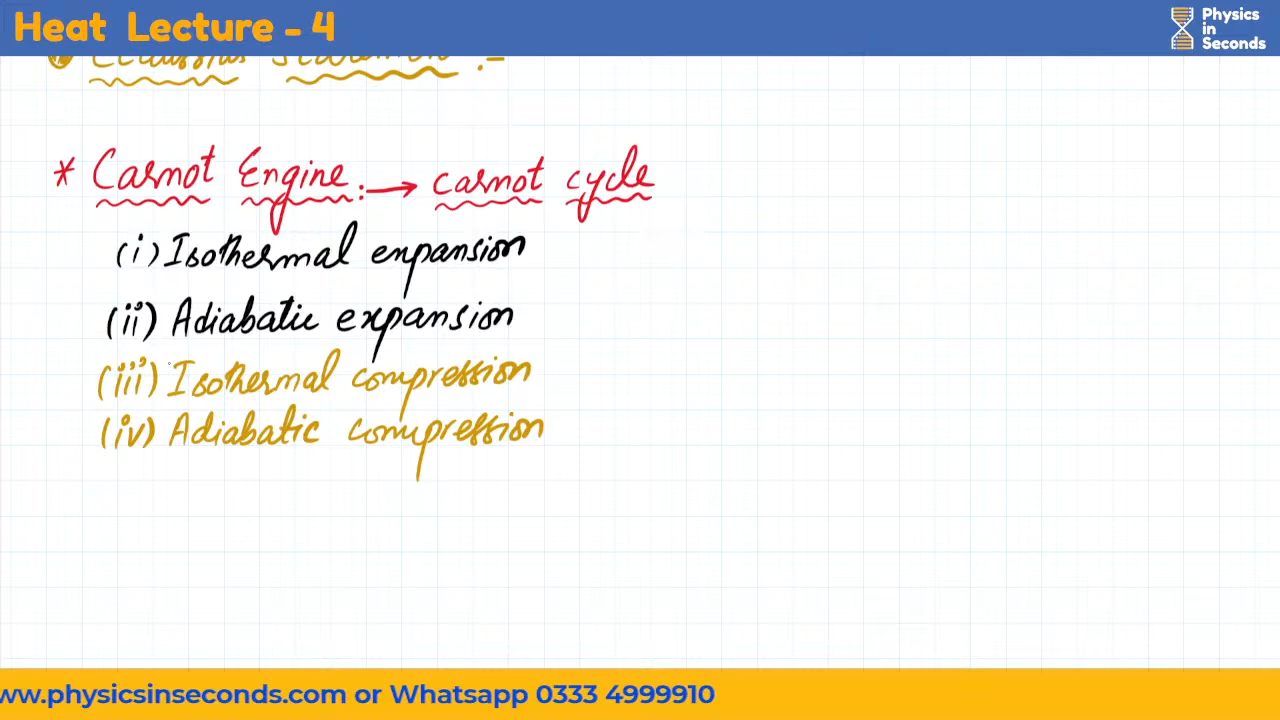 Heat Lecture - 4
Physics
in
Seconds
* Carnot Engine :→ carnot cycle
(i) Isothermal expansion
(ii) Adiabatic expansion
(iii) Isothermal compression
(iv) Adiabatic compression
ww.physicsinseconds.com or Whatsapp 0333 4999910